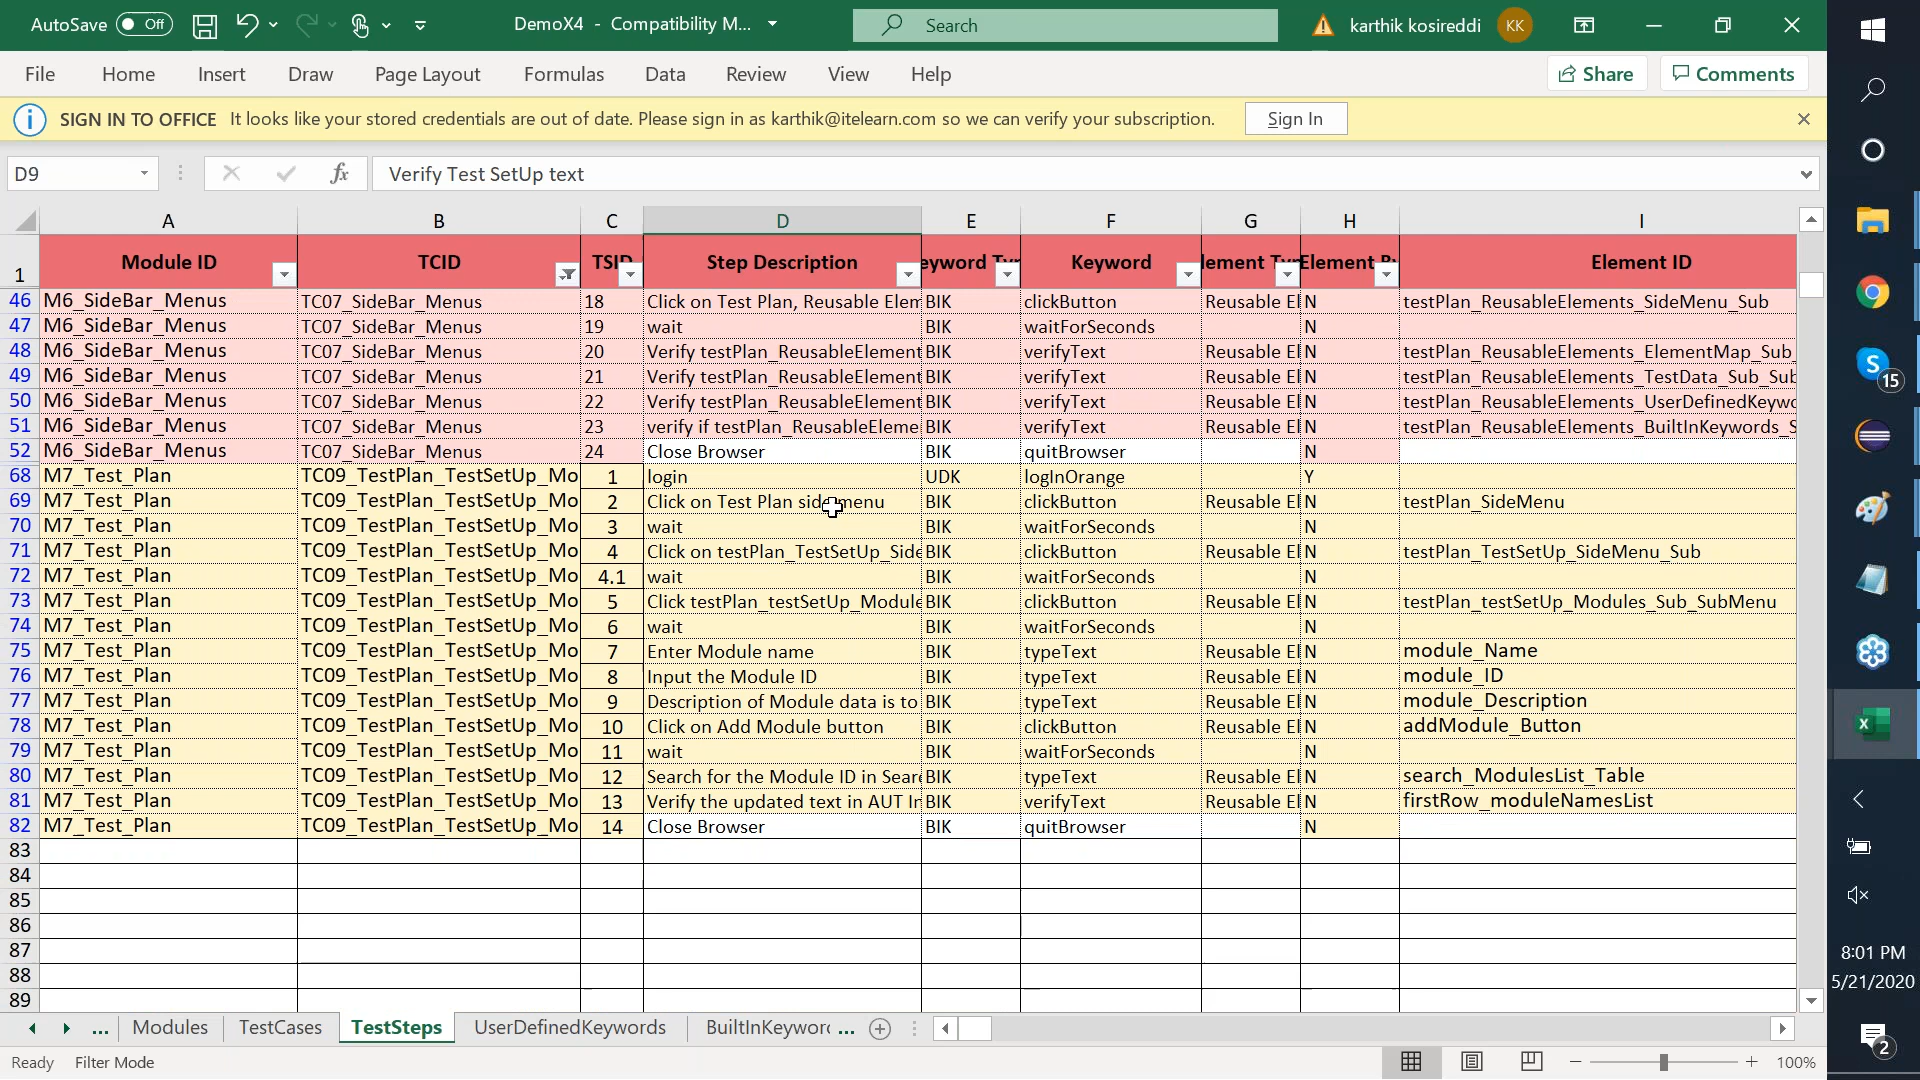 AutoSave Off DemoX4 - Compatibility M... Search karthik kosireddi KK
File Home Insert Draw Page Layout Formulas Data Review View Help Share Comments
SIGN IN TO OFFICE It looks like your stored credentials are out of date. Please sign in as karthik@itelearn.com so we can verify your subscription. Sign In
D9 fx Verify Test SetUp text
A B C D E F G H I
1 Module ID TCID TSID Step Description eyword Ty Keyword lement Ty Element B Element ID
46 M6_SideBar_Menus TC07_SideBar_Menus 18 Click on Test Plan, Reusable Elem BIK clickButton Reusable El N testPlan_ReusableElements_SideMenu_Sub
47 M6_SideBar_Menus TC07_SideBar_Menus 19 wait BIK waitForSeconds N
48 M6_SideBar_Menus TC07_SideBar_Menus 20 Verify testPlan_ReusableElement BIK verifyText Reusable El N testPlan_ReusableElements_ElementMap_Sub_
49 M6_SideBar_Menus TC07_SideBar_Menus 21 Verify testPlan_ReusableElement BIK verifyText Reusable El N testPlan_ReusableElements_TestData_Sub_Sub
50 M6_SideBar_Menus TC07_SideBar_Menus 22 Verify testPlan_ReusableElement BIK verifyText Reusable El N testPlan_ReusableElements_UserDefinedKeywo
51 M6_SideBar_Menus TC07_SideBar_Menus 23 verify if testPlan_ReusableEleme BIK verifyText Reusable El N testPlan_ReusableElements_BuiltInKeywords_S
52 M6_SideBar_Menus TC07_SideBar_Menus 24 Close Browser BIK quitBrowser N
68 M7_Test_Plan TC09_TestPlan_TestSetUp_Mo 1 login UDK logInOrange Y
69 M7_Test_Plan TC09_TestPlan_TestSetUp_Mo 2 Click on Test Plan side menu BIK clickButton Reusable El N testPlan_SideMenu
70 M7_Test_Plan TC09_TestPlan_TestSetUp_Mo 3 wait BIK waitForSeconds N
71 M7_Test_Plan TC09_TestPlan_TestSetUp_Mo 4 Click on testPlan_TestSetUp_Side BIK clickButton Reusable El N testPlan_TestSetUp_SideMenu_Sub
72 M7_Test_Plan TC09_TestPlan_TestSetUp_Mo 4.1 wait BIK waitForSeconds N
73 M7_Test_Plan TC09_TestPlan_TestSetUp_Mo 5 Click testPlan_testSetUp_Module BIK clickButton Reusable El N testPlan_testSetUp_Modules_Sub_SubMenu
74 M7_Test_Plan TC09_TestPlan_TestSetUp_Mo 6 wait BIK waitForSeconds N
75 M7_Test_Plan TC09_TestPlan_TestSetUp_Mo 7 Enter Module name BIK typeText Reusable El N module_Name
76 M7_Test_Plan TC09_TestPlan_TestSetUp_Mo 8 Input the Module ID BIK typeText Reusable El N module_ID
77 M7_Test_Plan TC09_TestPlan_TestSetUp_Mo 9 Description of Module data is to BIK typeText Reusable El N module_Description
78 M7_Test_Plan TC09_TestPlan_TestSetUp_Mo 10 Click on Add Module button BIK clickButton Reusable El N addModule_Button
79 M7_Test_Plan TC09_TestPlan_TestSetUp_Mo 11 wait BIK waitForSeconds N
80 M7_Test_Plan TC09_TestPlan_TestSetUp_Mo 12 Search for the Module ID in Sear BIK typeText Reusable El N search_ModulesList_Table
81 M7_Test_Plan TC09_TestPlan_TestSetUp_Mo 13 Verify the updated text in AUT In BIK verifyText Reusable El N firstRow_moduleNamesList
82 M7_Test_Plan TC09_TestPlan_TestSetUp_Mo 14 Close Browser BIK quitBrowser N
83
84
85
86
87
88
89
... Modules TestCases TestSteps UserDefinedKeywords BuiltInKeywor ...
Ready Filter Mode 100%
15
8:01 PM
5/21/2020
2